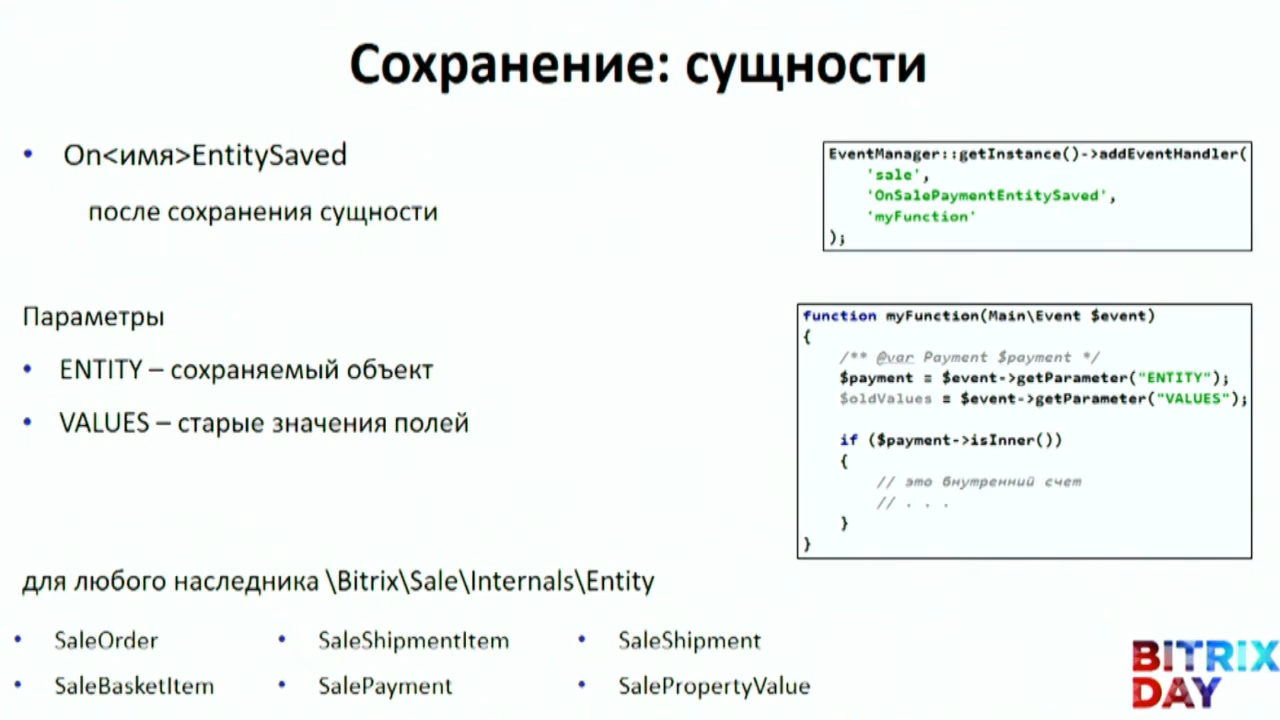 Сохранение: сущности
On<имя>EntitySaved
после сохранения сущности
Параметры
ENTITY – сохраняемый объект
VALUES – старые значения полей
EventManager::getInstance()->addEventHandler(
'sale',
'OnSalePaymentEntitySaved',
'myFunction'
);
function myFunction(Main\Event $event)
{
/** @var Payment $payment */
$payment = $event->getParameter("ENTITY");
$oldValues = $event->getParameter("VALUES");
if ($payment->isInner())
{
// это внутренний счет
// . . .
}
}
для любого наследника \Bitrix\Sale\Internals\Entity
SaleOrder
SaleBasketItem
SaleShipmentItem
SalePayment
SaleShipment
SalePropertyValue
BITRIX
DAY